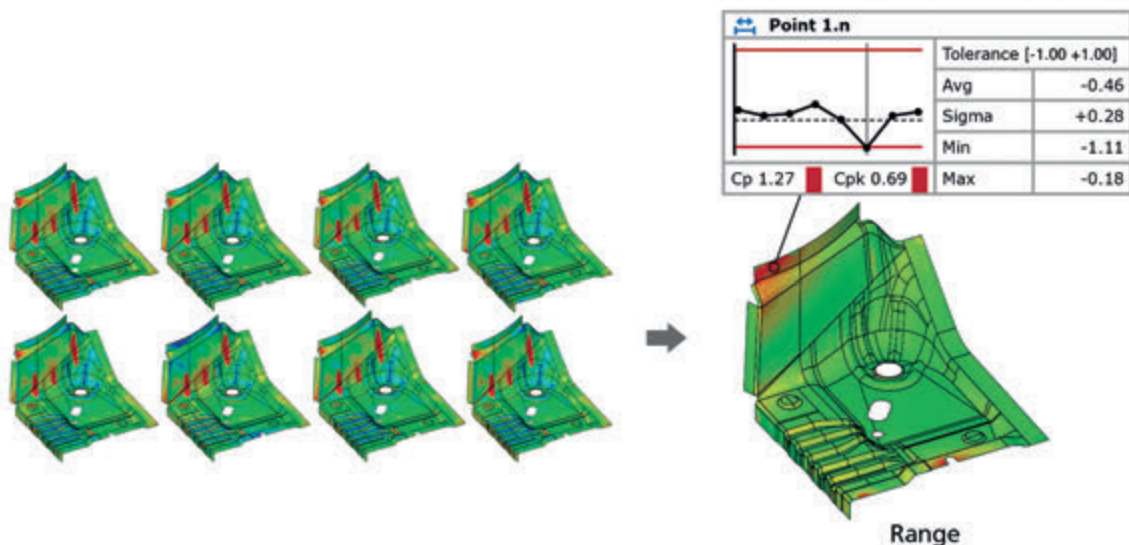 Point 1.n
Tolerance [-1.00 +1.00]
Avg -0.46
Sigma +0.28
Min -1.11
Cp 1.27 Cpk 0.69 Max -0.18
Range